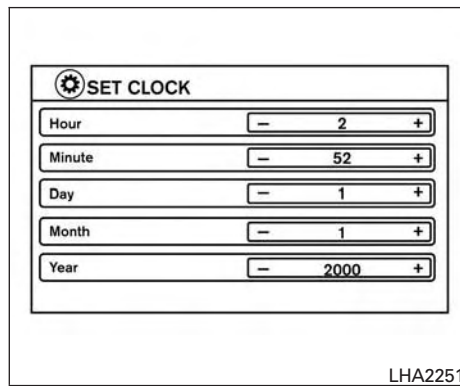 SET CLOCK
Hour − 2 +
Minute − 52 +
Day − 1 +
Month − 1 +
Year − 2000 +
LHA2251